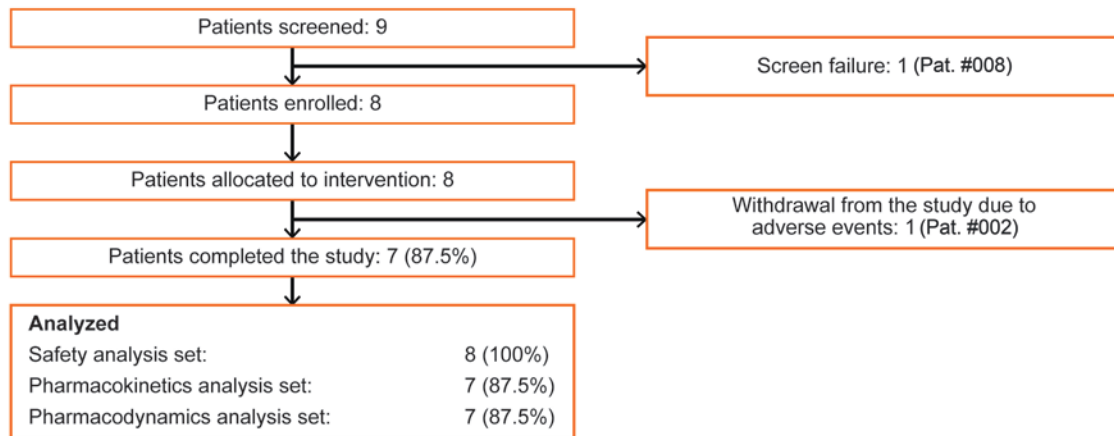 Patients screened: 9
Screen failure: 1 (Pat. #008)
Patients enrolled: 8
Patients allocated to intervention: 8
Withdrawal from the study due to
adverse events: 1 (Pat. #002)
Patients completed the study: 7 (87.5%)
Analyzed
Safety analysis set: 8 (100%)
Pharmacokinetics analysis set: 7 (87.5%)
Pharmacodynamics analysis set: 7 (87.5%)